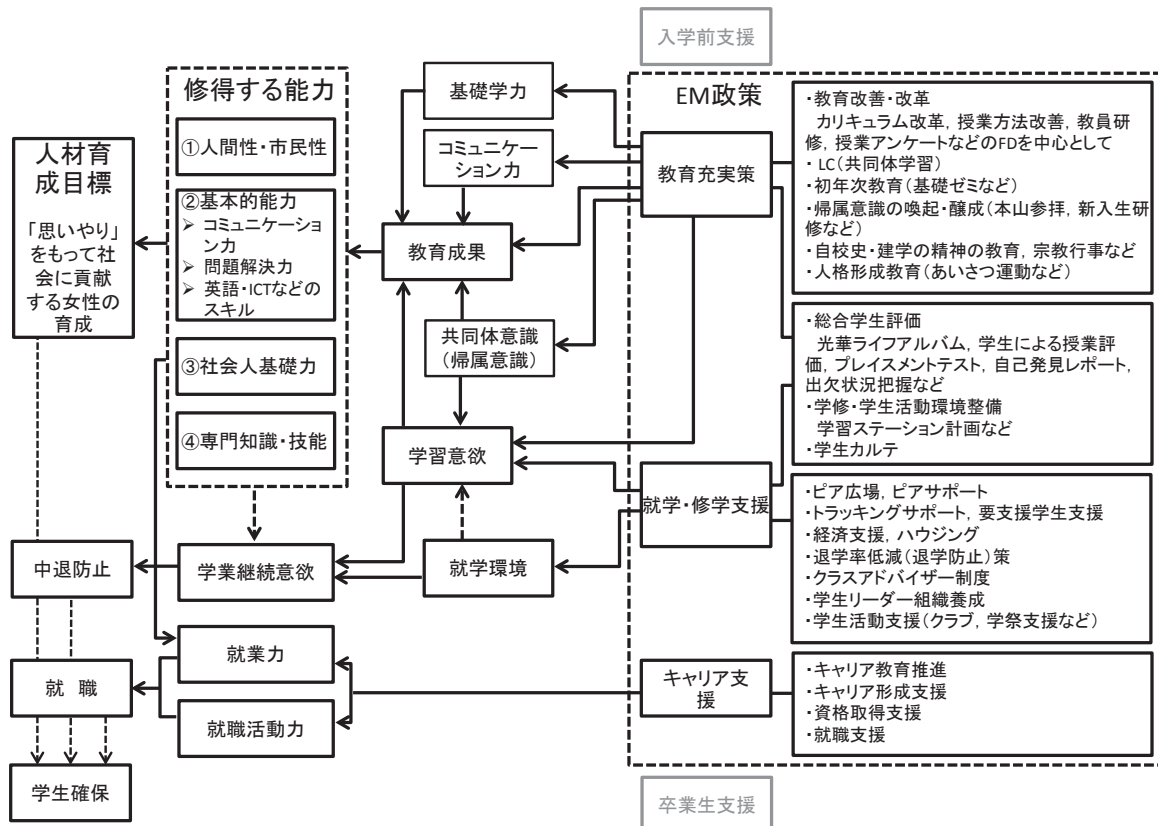 入学前支援
修得する能力
①人間性・市民性
②基本的能力
➢ コミュニケーショ
ン力
➢ 問題解決力
➢ 英語・ICTなどの
スキル
③社会人基礎力
④専門知識・技能
人材育
成目標
「思いやり」
をもって社
会に貢献
する女性の
育成
基礎学力
コミュニケー
ション力
教育成果
共同体意識
(帰属意識)
学習意欲
就学環境
学業継続意欲
中退防止
就業力
就職活動力
就 職
学生確保
EM政策
教育充実策
就学・修学支援
キャリア支
援
・教育改善・改革
カリキュラム改革, 授業方法改善, 教員研
修, 授業アンケートなどのFDを中心として
・ LC(共同体学習)
・初年次教育(基礎ゼミなど)
・帰属意識の喚起・醸成(本山参拝, 新入生研
修など)
・自校史・建学の精神の教育, 宗教行事など
・人格形成教育(あいさつ運動など)
・総合学生評価
光華ライフアルバム, 学生による授業評
価, プレイスメントテスト, 自己発見レポート,
出欠状況把握など
・学修・学生活動環境整備
学習ステーション計画など
・学生カルテ
・ピア広場, ピアサポート
・トラッキングサポート, 要支援学生支援
・経済支援, ハウジング
・退学率低減(退学防止)策
・クラスアドバイザー制度
・学生リーダー組織養成
・学生活動支援(クラブ, 学祭支援など)
・キャリア教育推進
・キャリア形成支援
・資格取得支援
・就職支援
卒業生支援